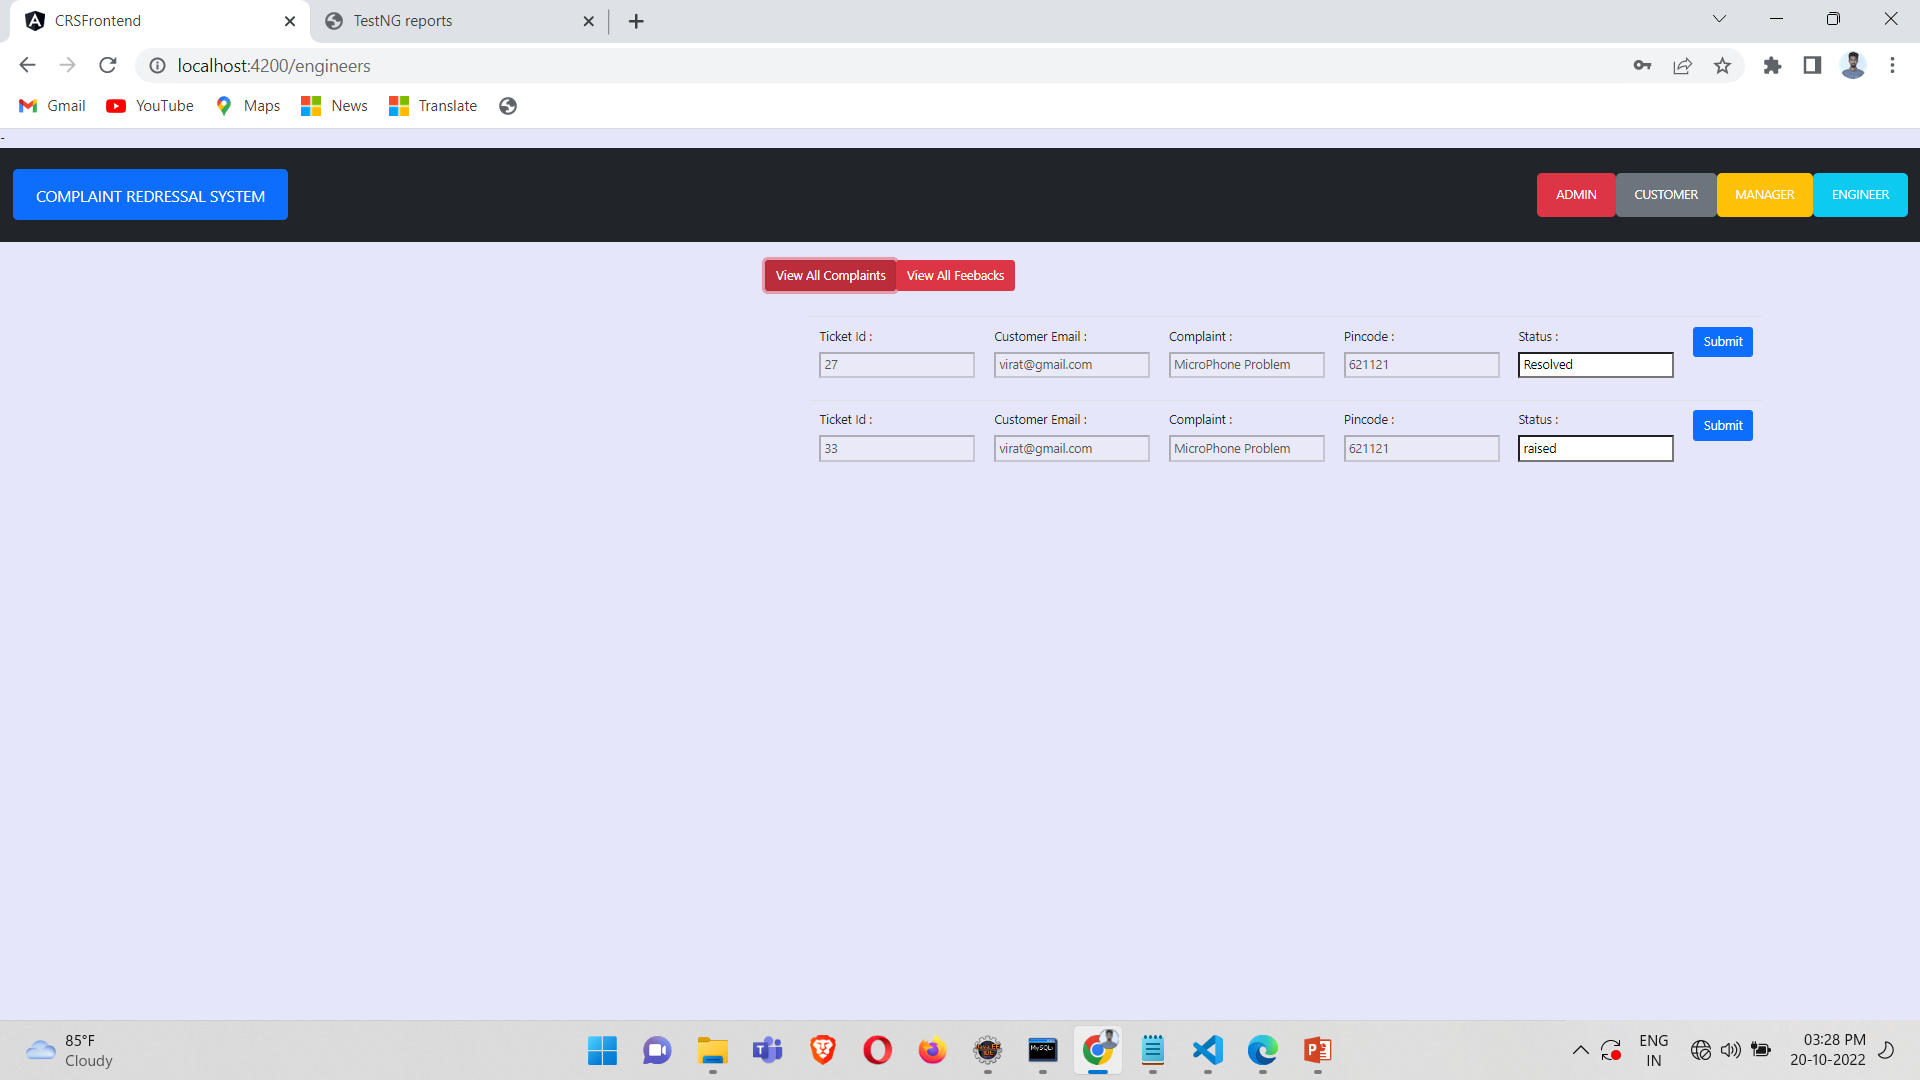 CRSFrontend
TestNG reports
localhost:4200/engineers
Gmail YouTube Maps News Translate
-
COMPLAINT REDRESSAL SYSTEM
ADMIN CUSTOMER MANAGER ENGINEER
View All Complaints View All Feebacks
Ticket Id : Customer Email : Complaint : Pincode : Status : Submit
27 virat@gmail.com MicroPhone Problem 621121 Resolved
Ticket Id : Customer Email : Complaint : Pincode : Status : Submit
33 virat@gmail.com MicroPhone Problem 621121 raised
85°F
Cloudy
ENG
IN
03:28 PM
20-10-2022